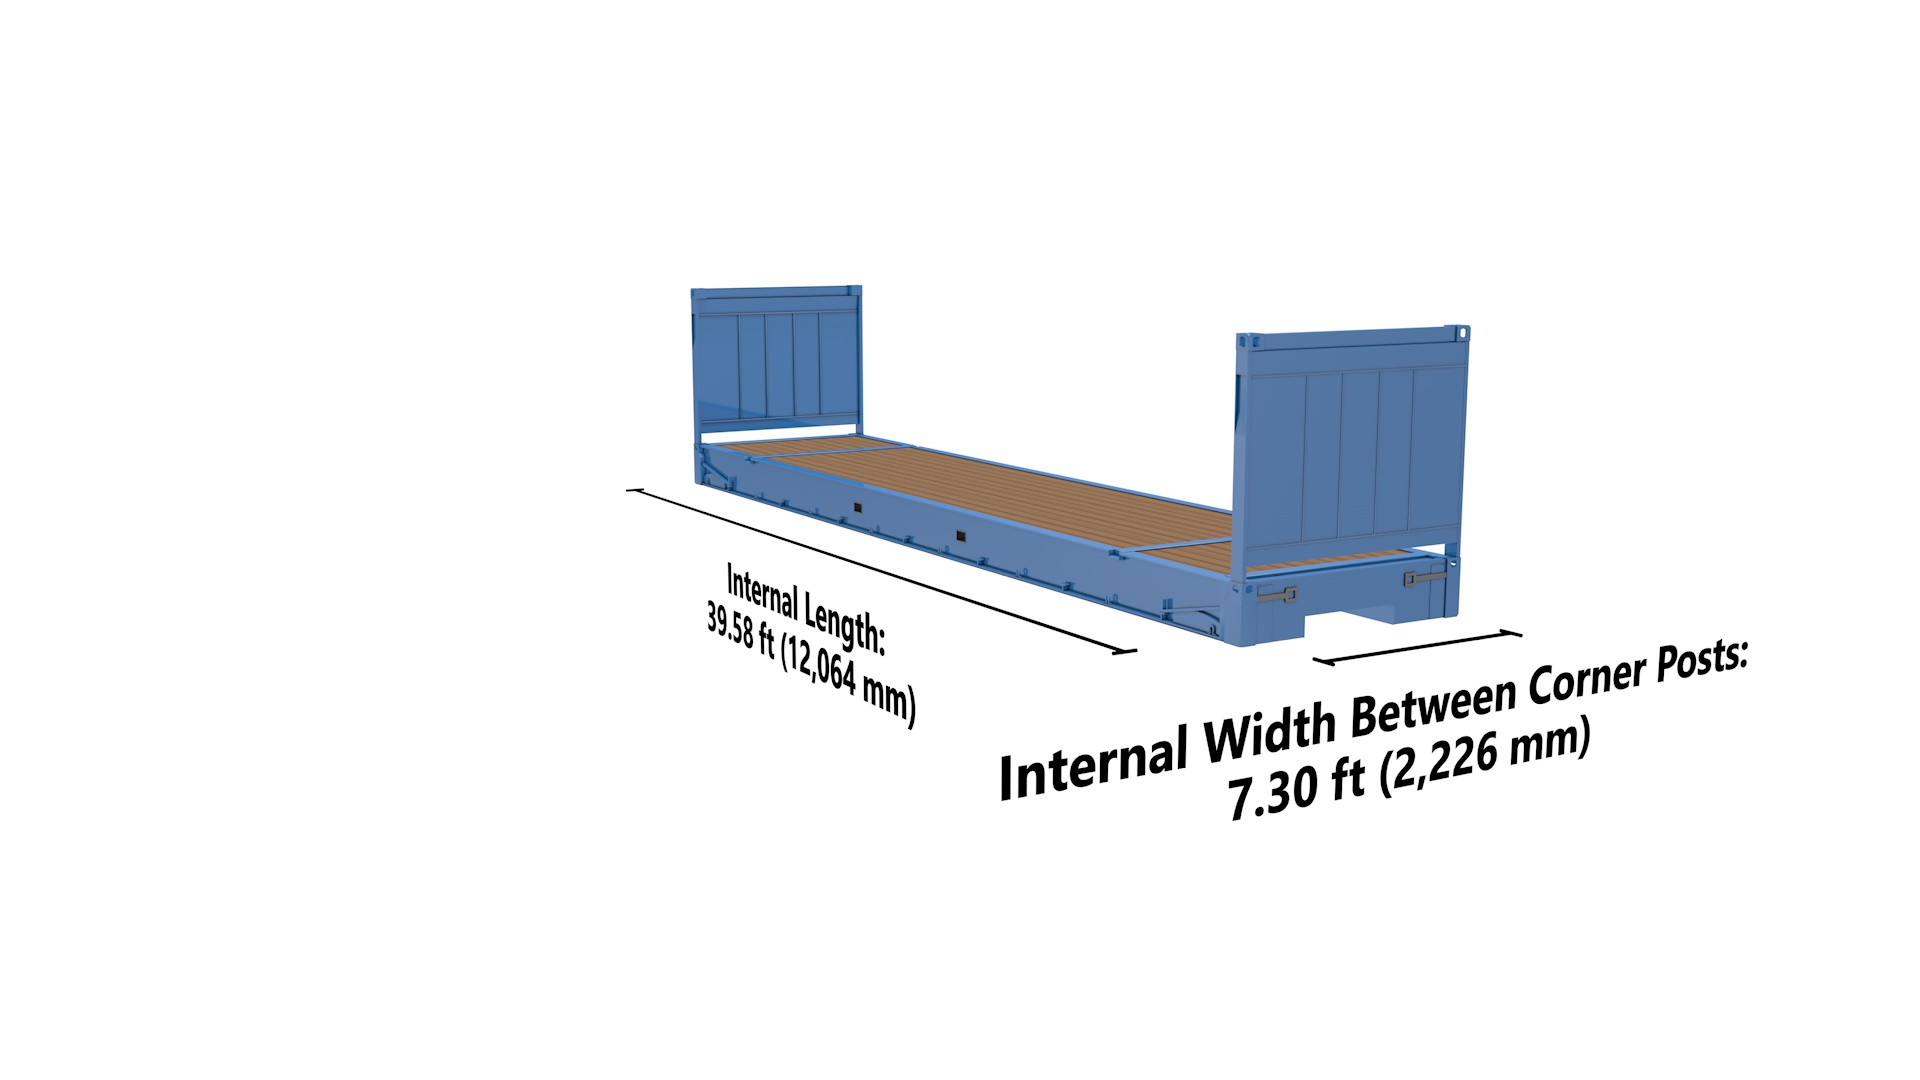 Internal Length:
39.58 ft (12,064 mm)
Internal Width Between Corner Posts:
7.30 ft (2,226 mm)